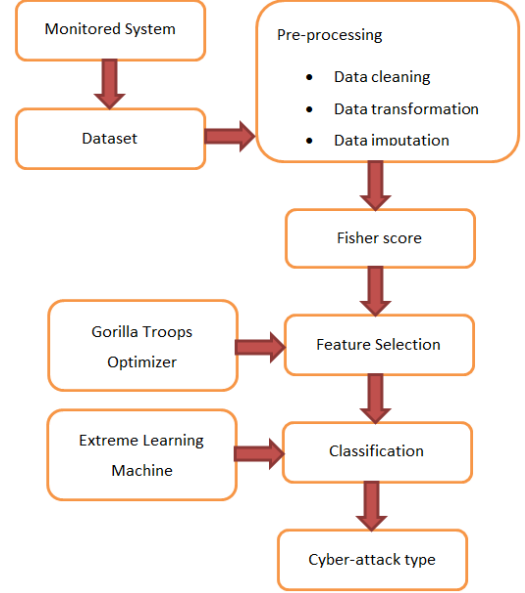 Monitored System
Pre-processing
• Data cleaning
• Data transformation
• Data imputation
Dataset
Fisher score
Gorilla Troops
Optimizer
Feature Selection
Extreme Learning
Machine
Classification
Cyber-attack type